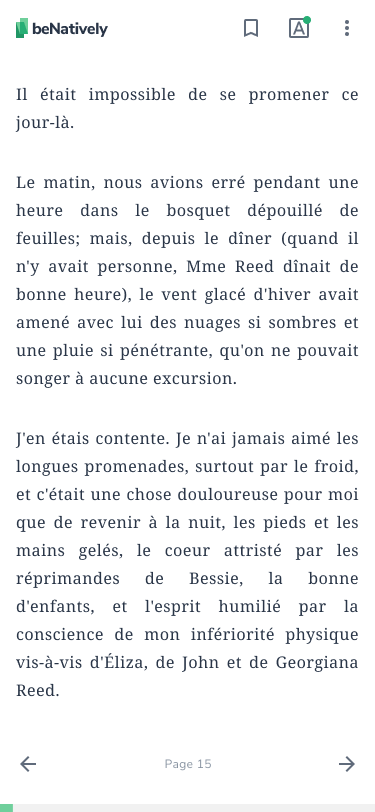 beNatively
A
Il était impossible de se promener ce
jour-là.
Le matin, nous avions erré pendant une
heure dans le bosquet dépouillé de
feuilles; mais, depuis le dîner (quand il
n'y avait personne, Mme Reed dînait de
bonne heure), le vent glacé d'hiver avait
amené avec lui des nuages si sombres et
une pluie si pénétrante, qu'on ne pouvait
songer à aucune excursion.
J'en étais contente. Je n'ai jamais aimé les
longues promenades, surtout par le froid,
et c'était une chose douloureuse pour moi
que de revenir à la nuit, les pieds et les
mains gelés, le coeur attristé par les
réprimandes de Bessie, la bonne
d'enfants, et l'esprit humilié par la
conscience de mon infériorité physique
vis-à-vis d'Éliza, de John et de Georgiana
Reed.
Page 15